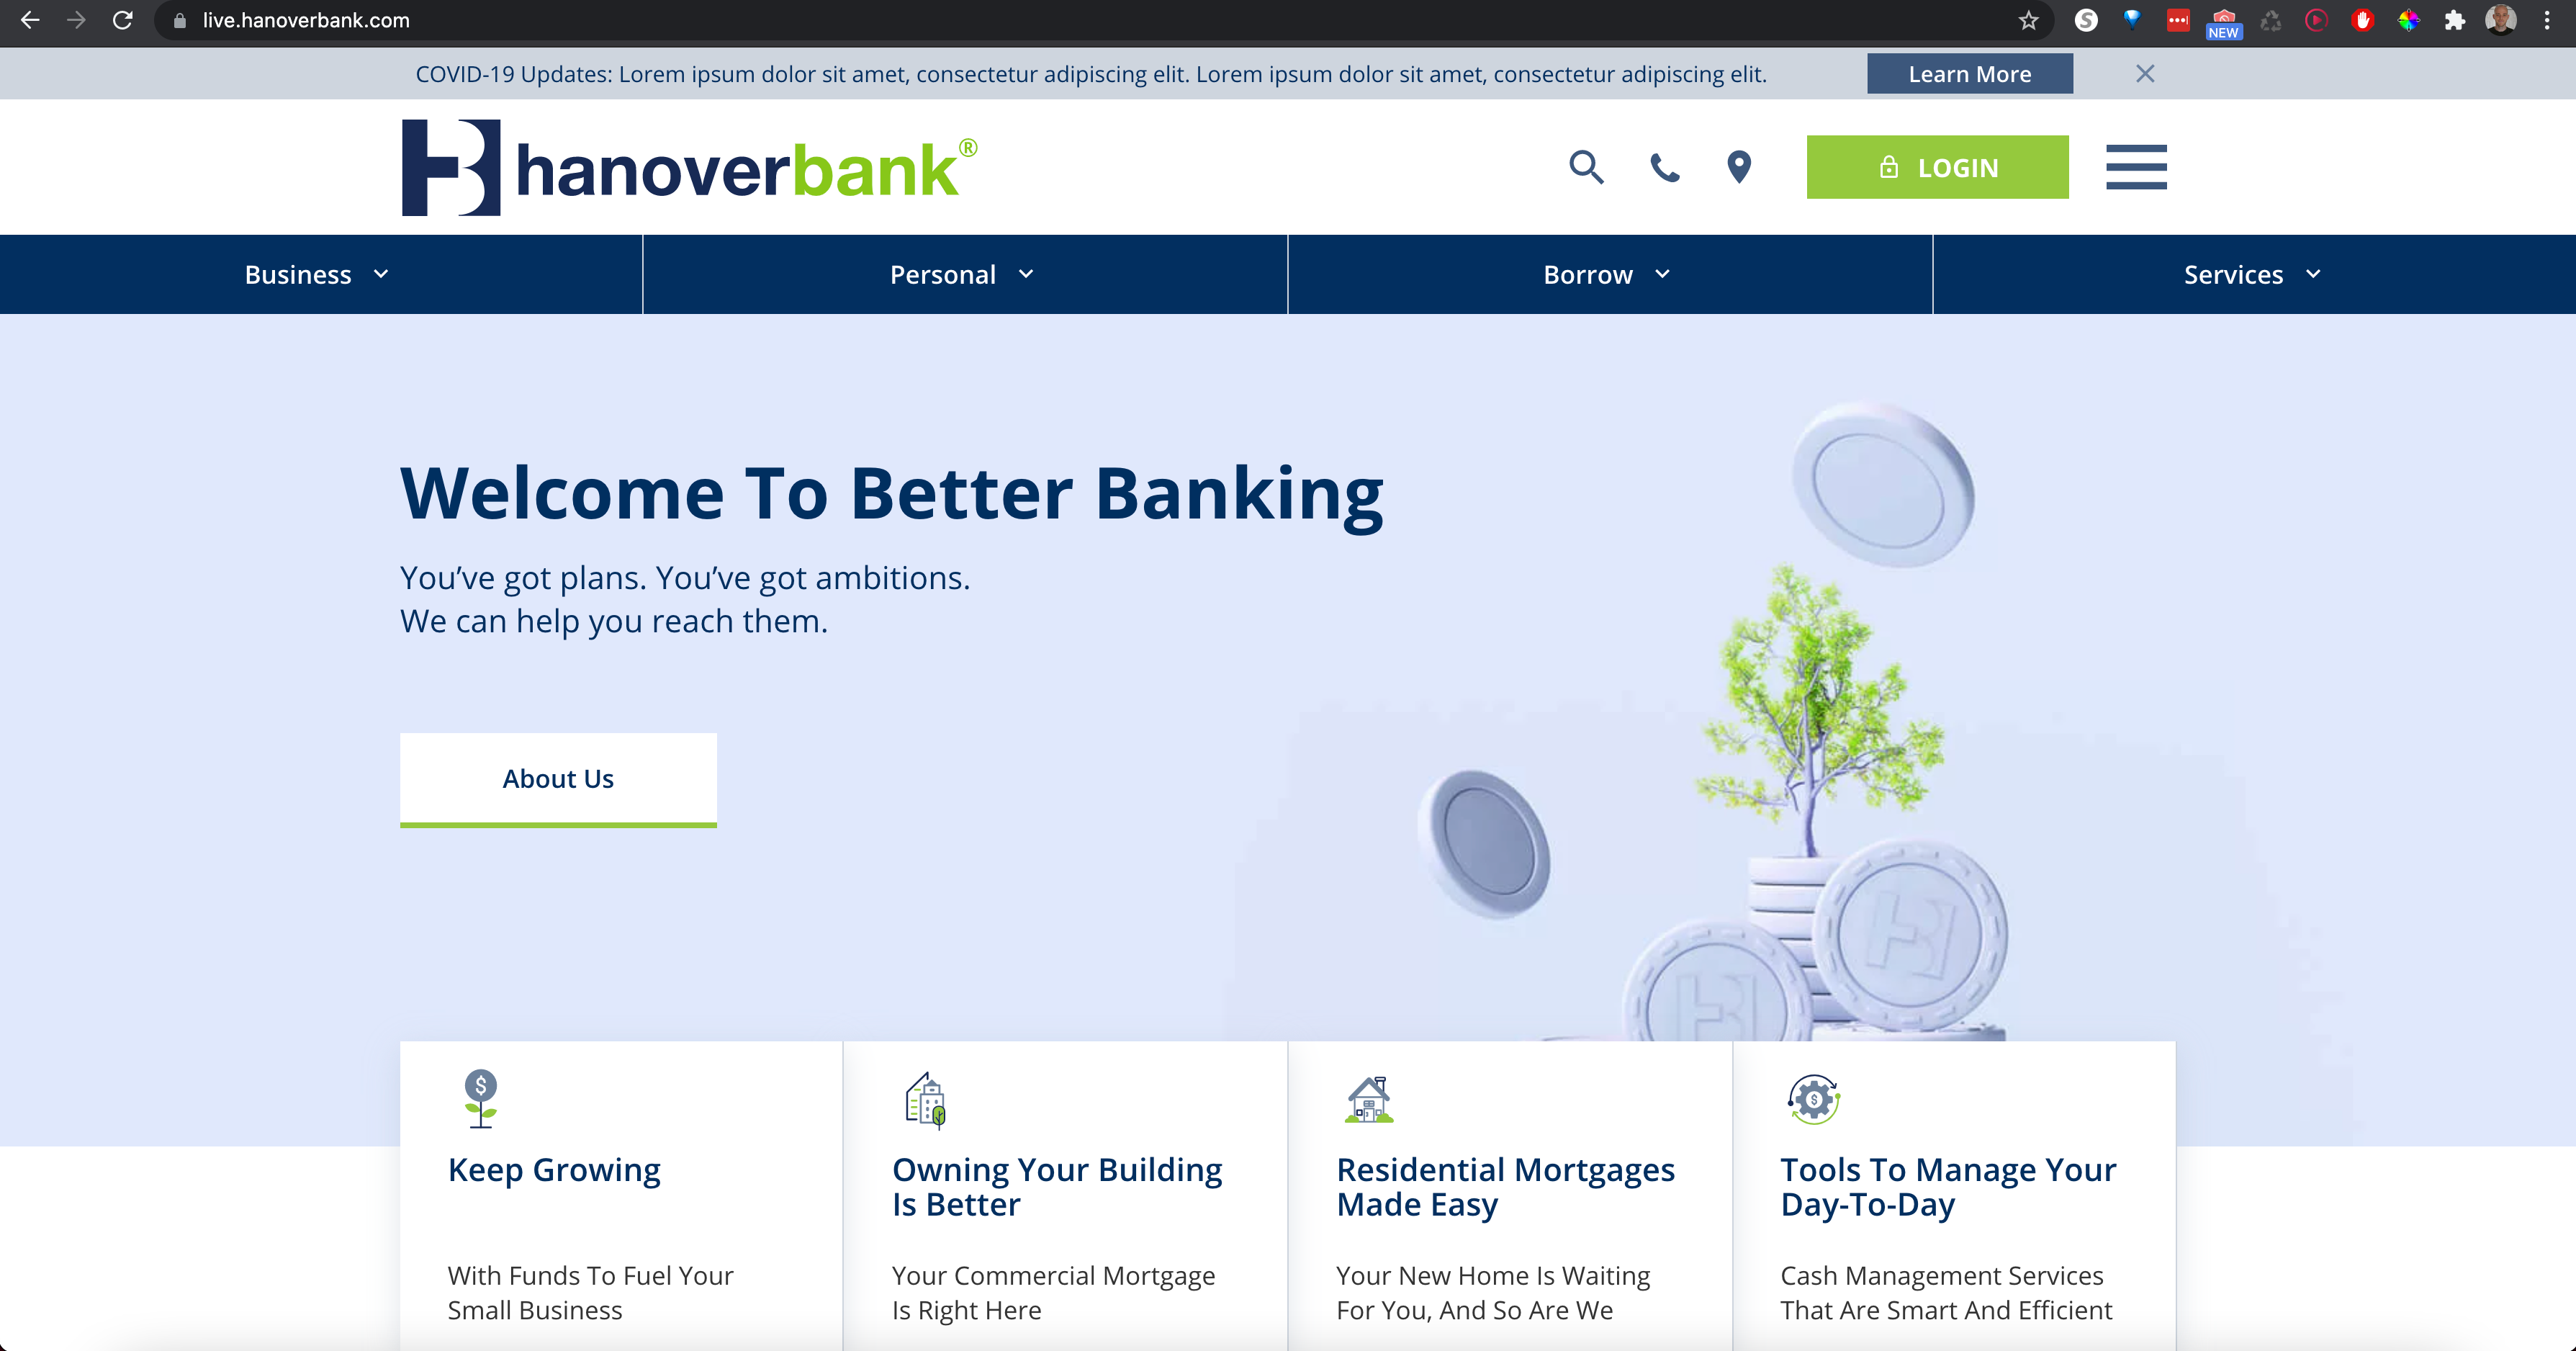 live.hanoverbank.com
NEW
COVID-19 Updates: Lorem ipsum dolor sit amet, consectetur adipiscing elit. Lorem ipsum dolor sit amet, consectetur adipiscing elit.
Learn More
hanoverbank®
LOGIN
Business
Personal
Borrow
Services
Welcome To Better Banking
You’ve got plans. You’ve got ambitions.
We can help you reach them.
About Us
Keep Growing
With Funds To Fuel Your
Small Business
Owning Your Building
Is Better
Your Commercial Mortgage
Is Right Here
Residential Mortgages
Made Easy
Your New Home Is Waiting
For You, And So Are We
Tools To Manage Your
Day-To-Day
Cash Management Services
That Are Smart And Efficient